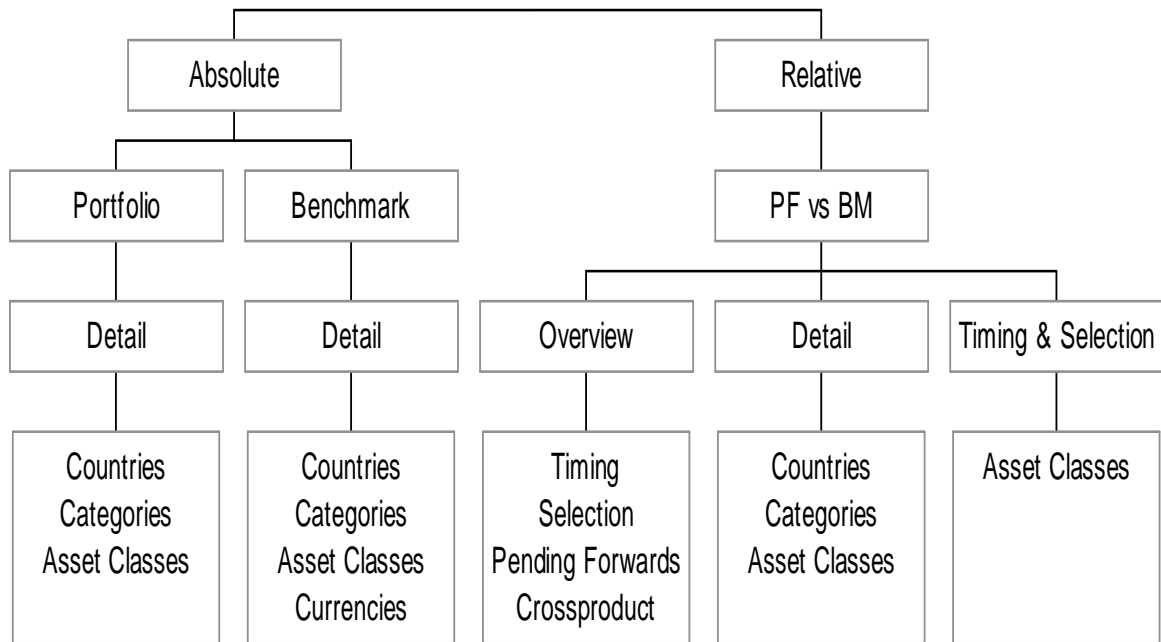 Absolute
Relative
Portfolio
Benchmark
PF vs BM
Detail
Detail
Overview
Detail
Timing & Selection
Countries
Categories
Asset Classes
Countries
Categories
Asset Classes
Currencies
Timing
Selection
Pending Forwards
Crossproduct
Countries
Categories
Asset Classes
Asset Classes